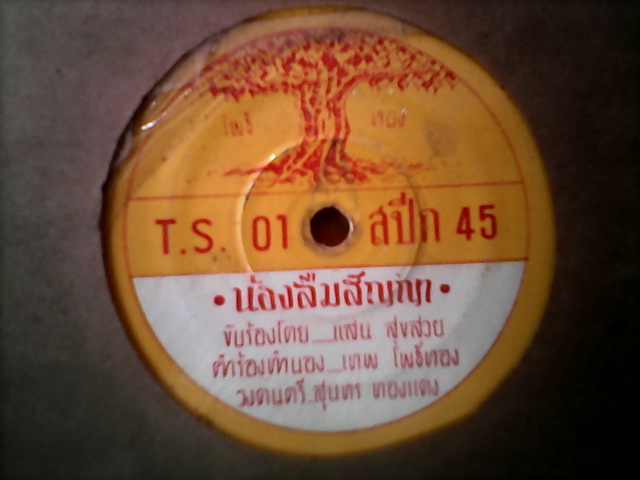 โพธิ์ ทอง
T.S. 01 สปีก 45
• น้องลืมสัญญา •
ขับร้องโดย_แสน สุขสวย
คำร้องทำนอง_เทพ โพธิ์ทอง
วงดนตรี_สุนทร ทองแดง